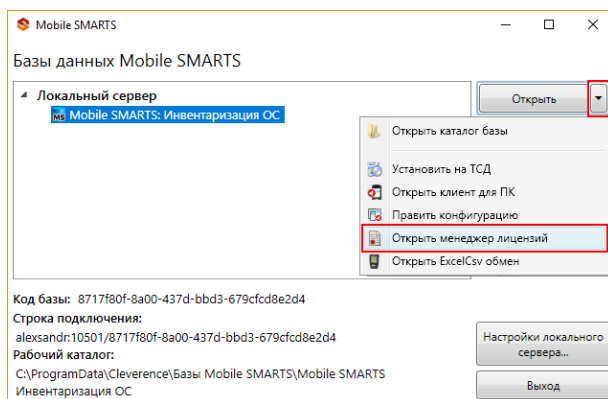 Mobile SMARTS
Базы данных Mobile SMARTS
Локальный сервер
MS Mobile SMARTS: Инвентаризация ОС
Открыть
Открыть каталог базы
Установить на ТСД
Открыть клиент для ПК
Править конфигурацию
Открыть менеджер лицензий
Открыть ExcelCsv обмен
Код базы: 8717f80f-8a00-437d-bbd3-679cfcd8e2d4
Строка подключения:
alexsandr:10501/8717f80f-8a00-437d-bbd3-679cfcd8e2d4
Рабочий каталог:
C:\ProgramData\Cleverence\Базы Mobile SMARTS\Mobile SMARTS
Инвентаризация ОС
Настройки локального
сервера...
Выход